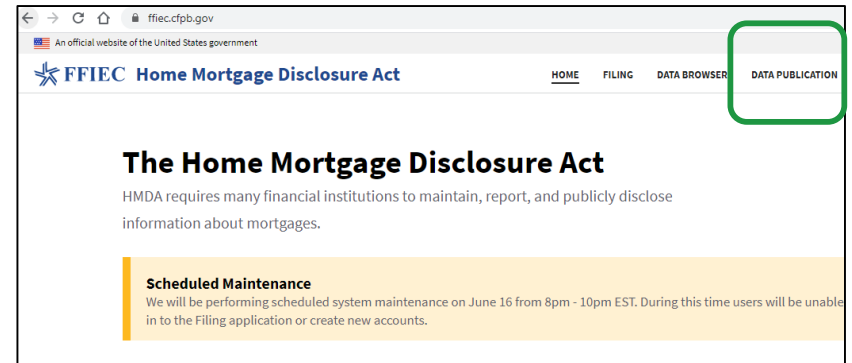 ffiec.cfpb.gov
An official website of the United States government
FFIEC Home Mortgage Disclosure Act HOME FILING DATA BROWSER DATA PUBLICATION
The Home Mortgage Disclosure Act
HMDA requires many financial institutions to maintain, report, and publicly disclose
information about mortgages.
Scheduled Maintenance
We will be performing scheduled system maintenance on June 16 from 8pm - 10pm EST. During this time users will be unable
in to the Filing application or create new accounts.